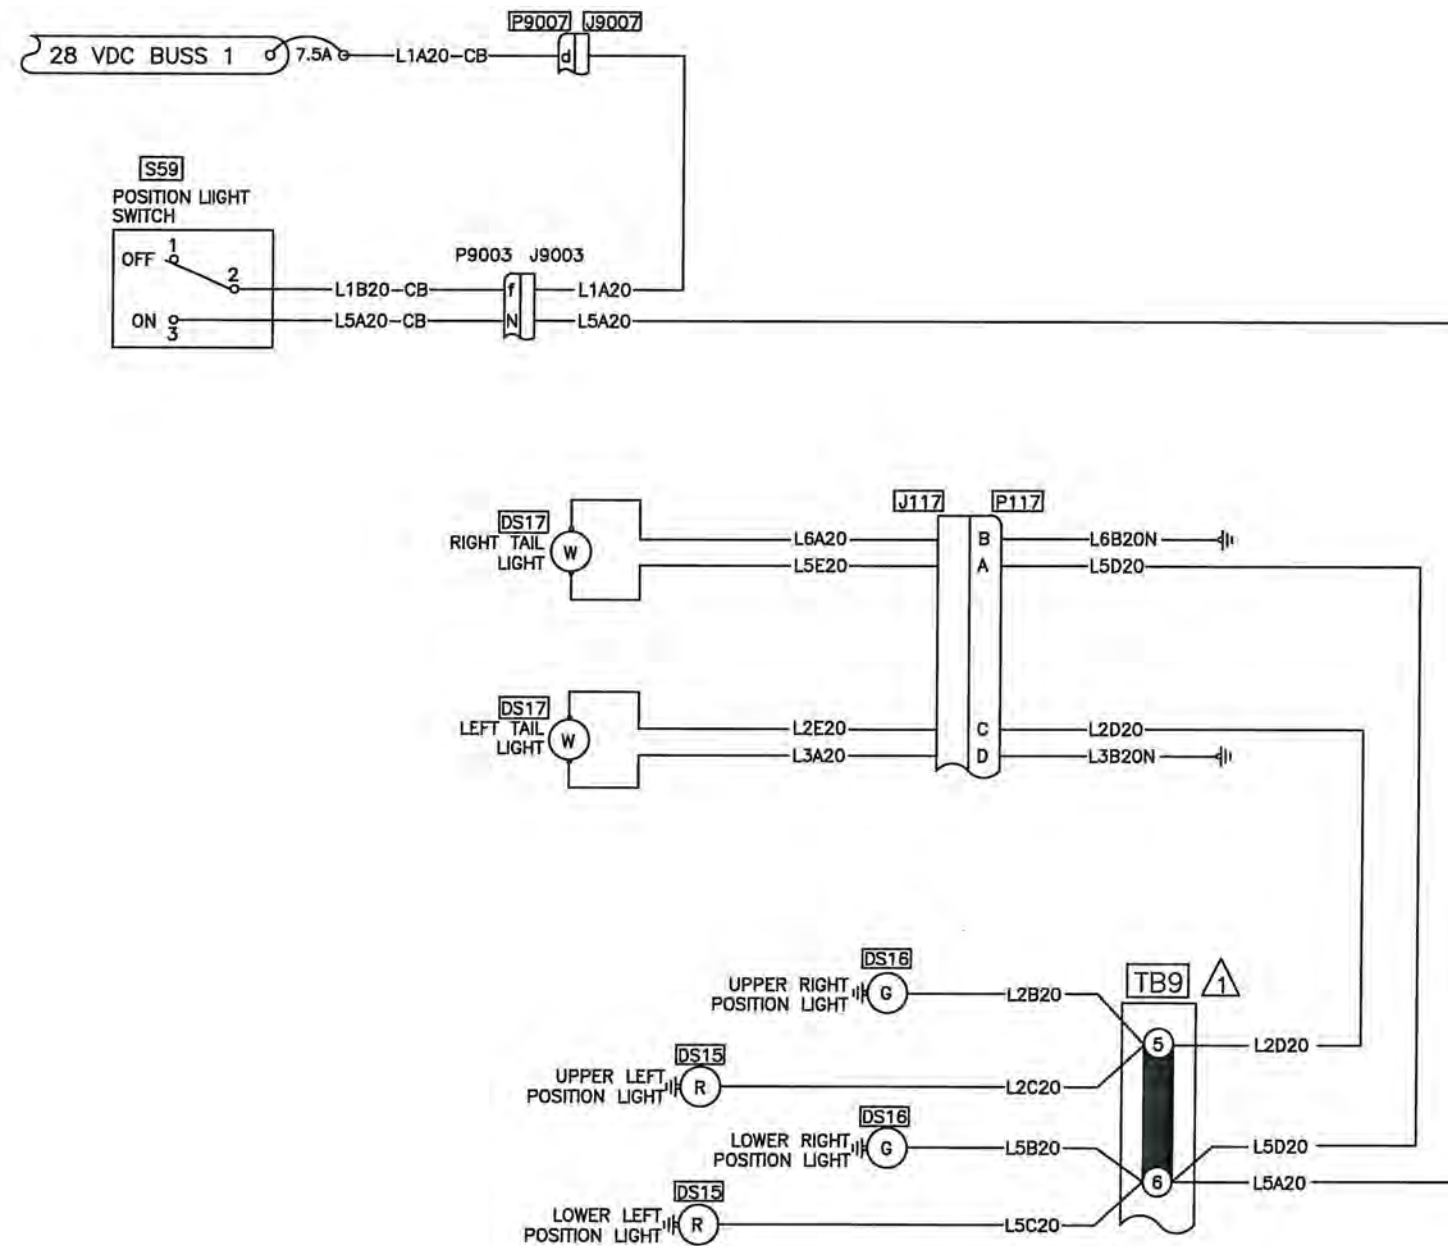 P9007 J9007
28 VDC BUSS 1 7.5A L1A20-CB d
S59
POSITION LIIGHT
SWITCH
P9003 J9003
OFF 1
2 L1B20-CB f L1A20
ON 3 L5A20-CB N L5A20
J117 P117
DS17
RIGHT TAIL
LIGHT
W
L6A20 B L6B20N
L5E20 A L5D20
DS17
LEFT TAIL
LIGHT
W
L2E20 C L2D20
L3A20 D L3B20N
DS16
UPPER RIGHT
POSITION LIGHT
G L2B20
TB9 1
5 L2D20
DS15
UPPER LEFT
POSITION LIGHT
R L2C20
DS16
LOWER RIGHT
POSITION LIGHT
G L5B20 L5D20
6 L5A20
DS15
LOWER LEFT
POSITION LIGHT
R L5C20